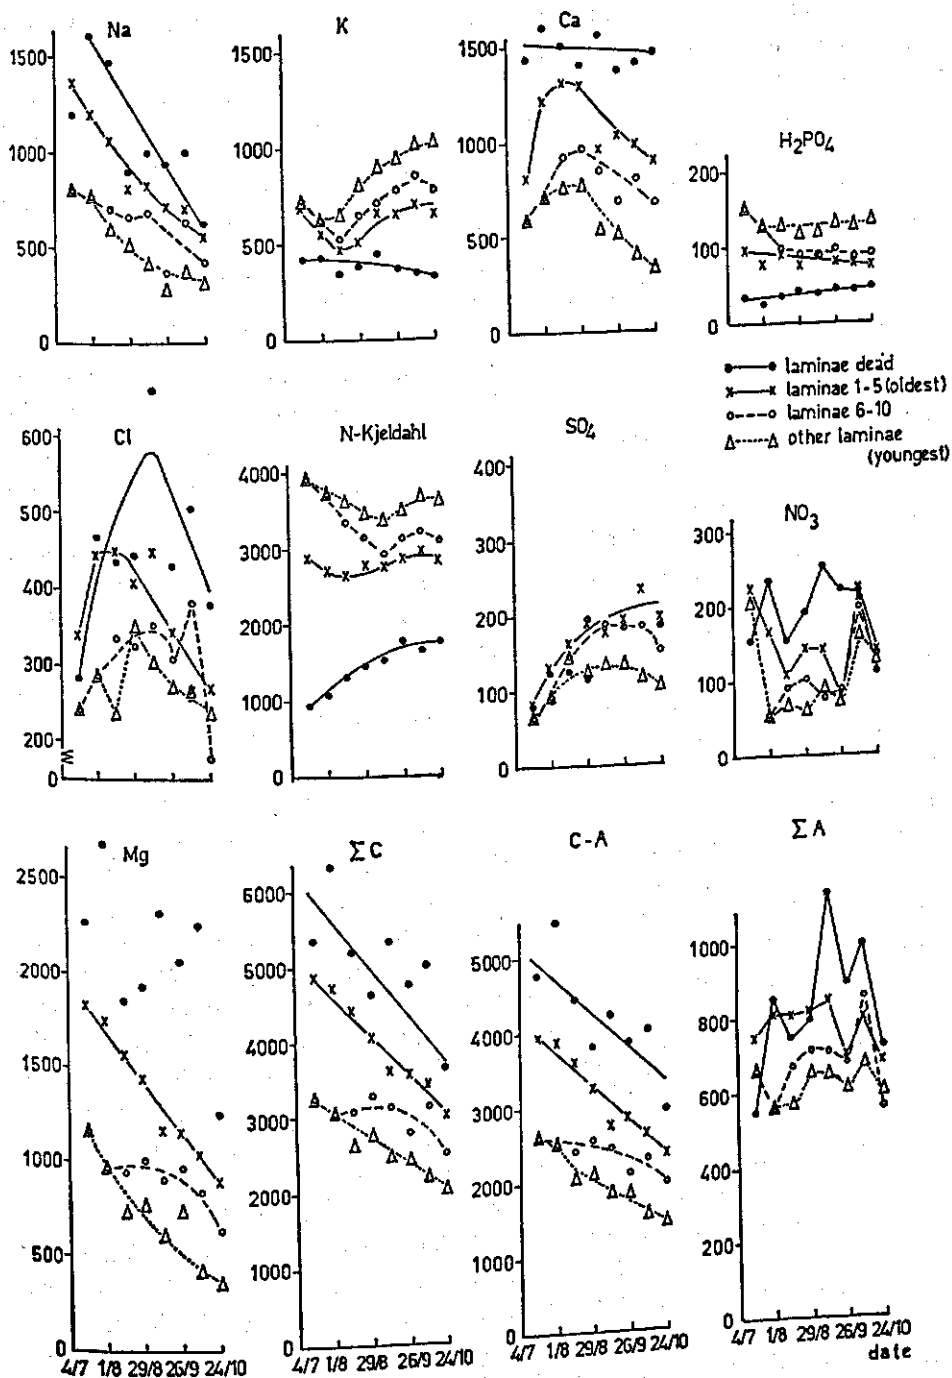 Na
K
Ca
H₂PO₄
1500
1000
500
0
1500
1000
500
0
1500
1000
500
0
200
100
0
laminae dead
laminae 1-5 (oldest)
laminae 6-10
other laminae
(youngest)
Cl
N-Kjeldahl
SO₄
NO₃
600
500
400
300
200
0
4000
3000
2000
1000
0
400
300
200
100
0
300
200
100
0
Mg
ΣC
C-A
ΣA
2500
2000
1500
1000
500
0
6000
5000
4000
3000
2000
1000
0
5000
4000
3000
2000
1000
0
1000
800
600
400
200
0
4/7 1/8 29/8 26/9 24/10
4/7 1/8 29/8 26/9 24/10
4/7 1/8 29/8 26/9 24/10
4/7 1/8 29/8 26/9 24/10
date